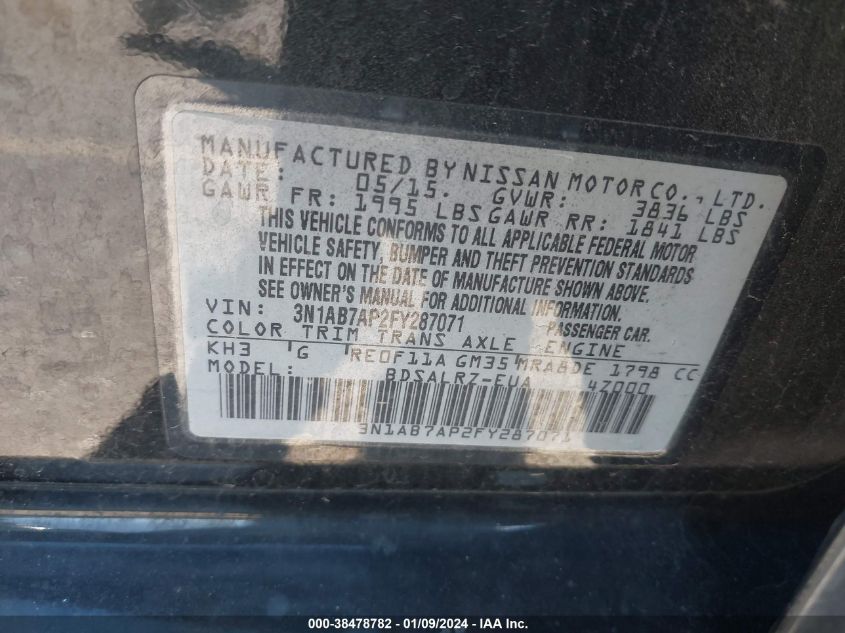 MANUFACTURED BY NISSAN MOTOR CO., LTD.
DATE: 05/15. GVWR: 3836 LBS
GAWR FR: 1995 LBS GAWR RR: 1841 LBS
THIS VEHICLE CONFORMS TO ALL APPLICABLE FEDERAL MOTOR
VEHICLE SAFETY, BUMPER AND THEFT PREVENTION STANDARDS
IN EFFECT ON THE DATE OF MANUFACTURE SHOWN ABOVE.
SEE OWNER'S MANUAL FOR ADDITIONAL INFORMATION.
VIN: 3N1AB7AP2FY287071 PASSENGER CAR.
COLOR TRIM TRANS AXLE ENGINE
KH3 G RE0F11A GM35 MRA8DE 1798 CC
MODEL: BDSALRZ-EUA 4Z000
3N1AB7AP2FY287071
000-38478782 - 01/09/2024 - IAA Inc.